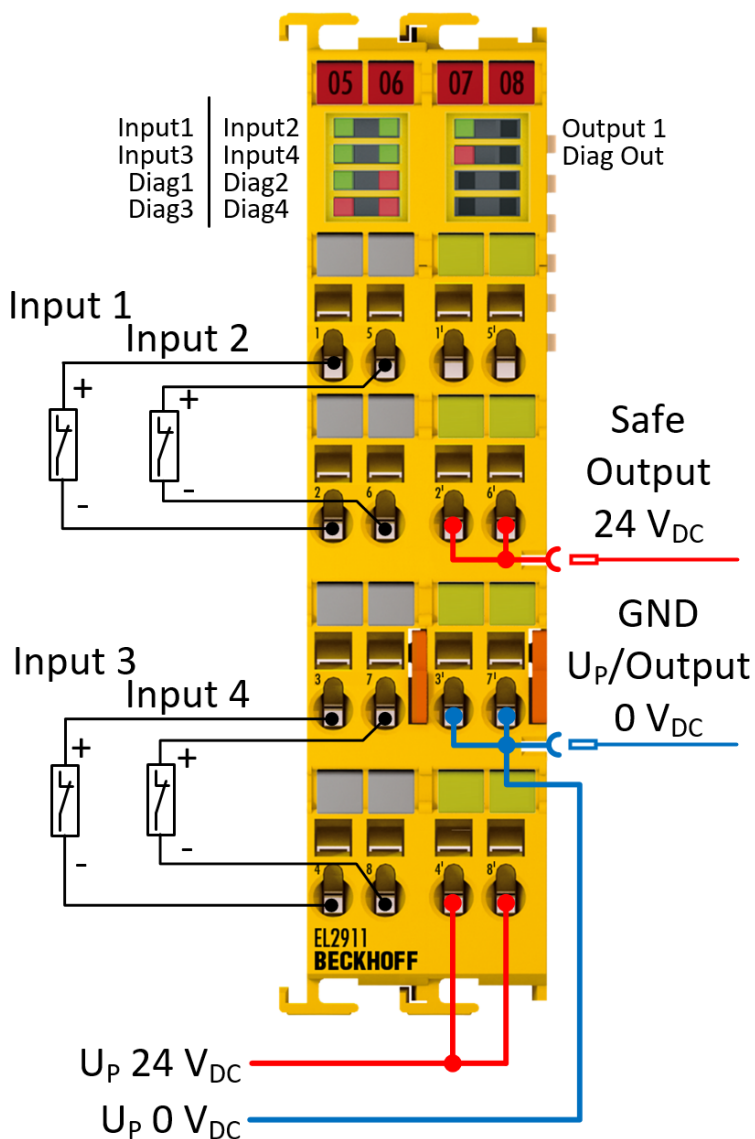 05 06 07 08
Input1 Input2 Output 1
Input3 Input4 Diag Out
Diag1 Diag2
Diag3 Diag4
Input 1
Input 2
1 5 1' 5'
+ +
Safe
Output
24 VDC
- -
2 6 2' 6'
GND
UP/Output
0 VDC
Input 3
Input 4
3 7 3' 7'
+ +
- -
4 8 4' 8'
EL2911
BECKHOFF
UP 24 VDC
UP 0 VDC